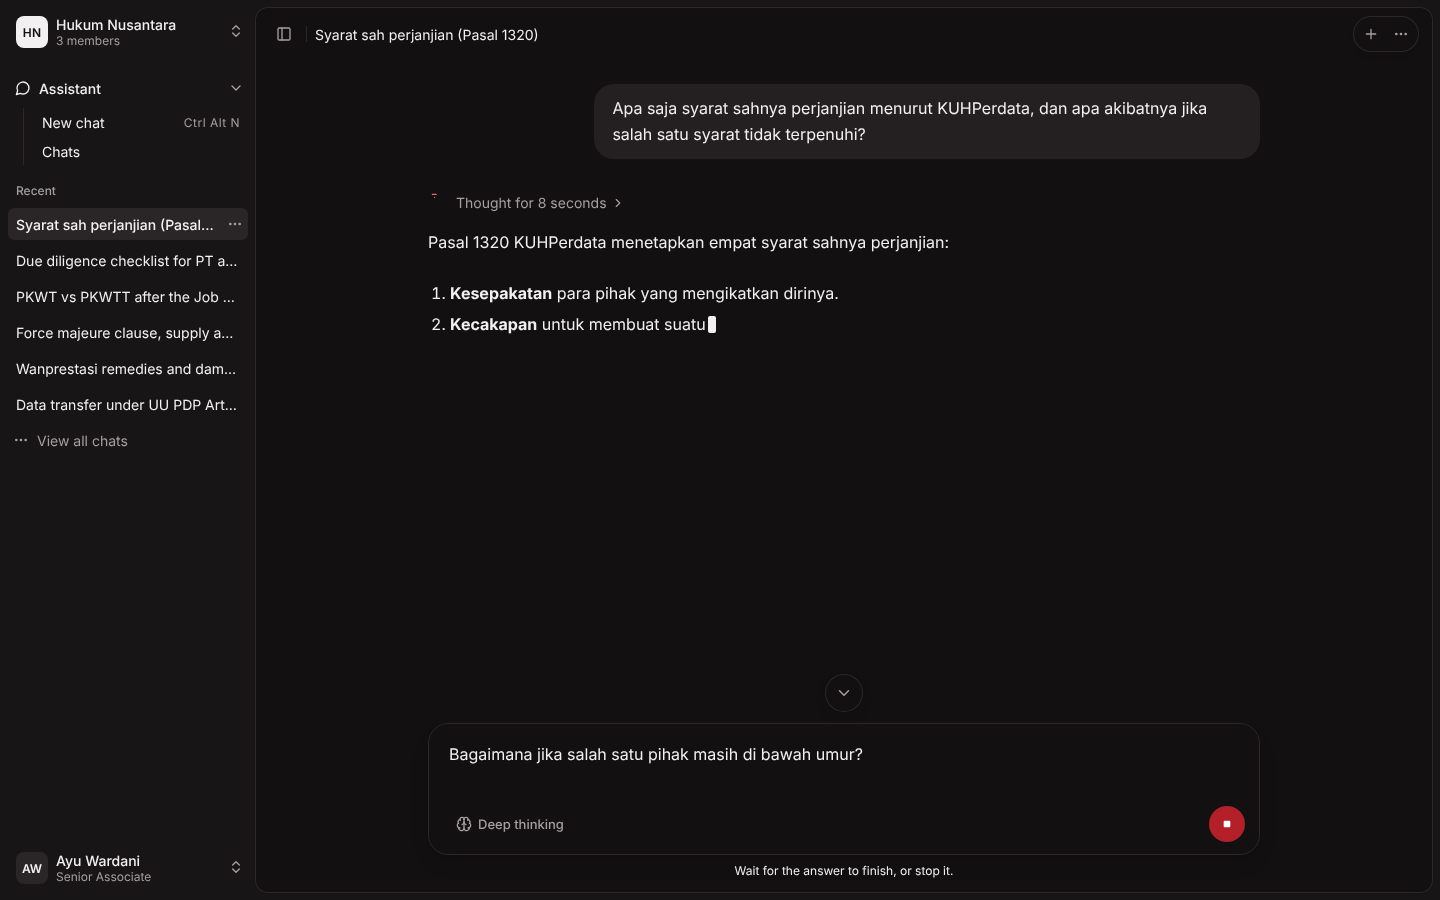 HN
Hukum Nusantara
3 members
Assistant
New chat
Ctrl Alt N
Chats
Recent
Syarat sah perjanjian (Pasal...
Due diligence checklist for PT a...
PKWT vs PKWTT after the Job ...
Force majeure clause, supply a...
Wanprestasi remedies and dam...
Data transfer under UU PDP Art...
View all chats
AW
Ayu Wardani
Senior Associate
Syarat sah perjanjian (Pasal 1320)
Apa saja syarat sahnya perjanjian menurut KUHPerdata, dan apa akibatnya jika
salah satu syarat tidak terpenuhi?
Thought for 8 seconds
Pasal 1320 KUHPerdata menetapkan empat syarat sahnya perjanjian:
1. Kesepakatan para pihak yang mengikatkan dirinya.
2. Kecakapan untuk membuat suatu
Bagaimana jika salah satu pihak masih di bawah umur?
Deep thinking
Wait for the answer to finish, or stop it.